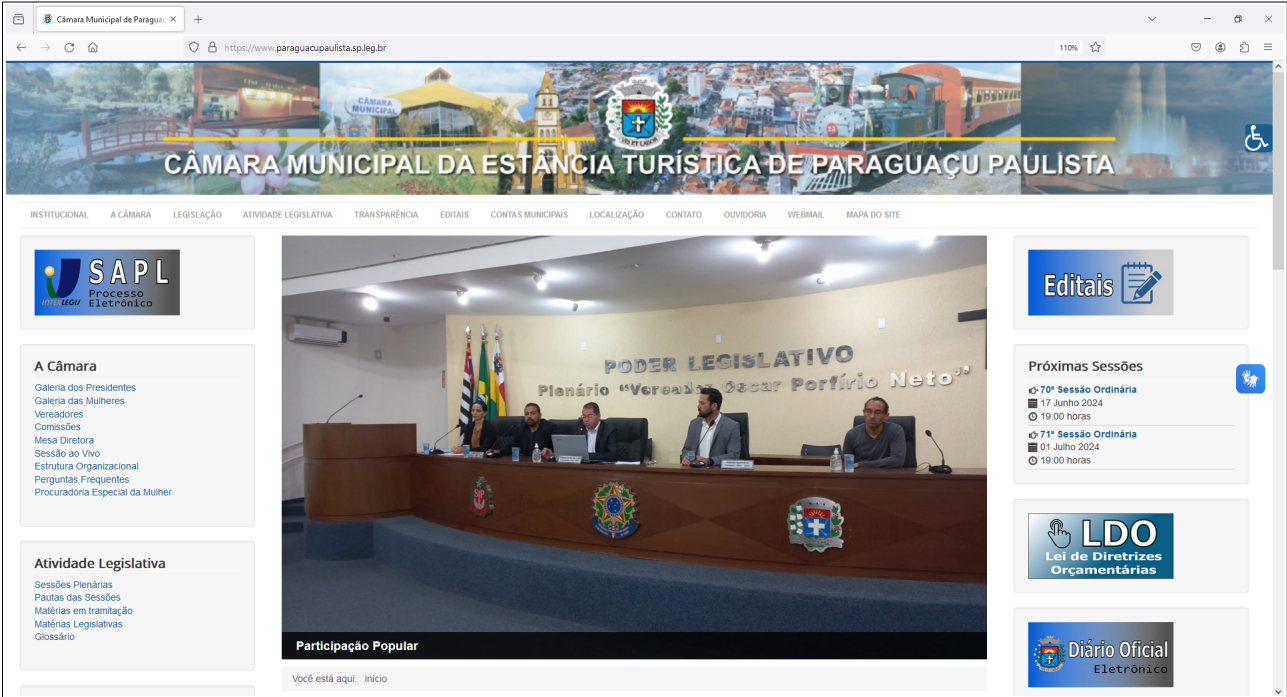 Câmara Municipal de Paraguaç
https://www.paraguacupaulista.sp.leg.br
110%
CÂMARA MUNICIPAL
CÂMARA MUNICIPAL DA ESTÂNCIA TURÍSTICA DE PARAGUAÇU PAULISTA
INSTITUCIONAL A CÂMARA LEGISLAÇÃO ATIVIDADE LEGISLATIVA TRANSPARÊNCIA EDITAIS CONTAS MUNICIPAIS LOCALIZAÇÃO CONTATO OUVIDORIA WEBMAIL MAPA DO SITE
INTERLEGIS
SAPL
Processo
Eletrônico
A Câmara
Galeria dos Presidentes
Galeria das Mulheres
Vereadores
Comissões
Mesa Diretora
Sessão ao Vivo
Estrutura Organizacional
Perguntas Frequentes
Procuradoria Especial da Mulher
Atividade Legislativa
Sessões Plenárias
Pautas das Sessões
Matérias em tramitação
Matérias Legislativas
Glossário
PODER LEGISLATIVO
Plenário “Vereador Oscar Porfírio Neto”
Participação Popular
Você está aqui: Início
Editais
Próximas Sessões
70ª Sessão Ordinária
17 Junho 2024
19:00 horas
71ª Sessão Ordinária
01 Julho 2024
19:00 horas
LDO
Lei de Diretrizes
Orçamentárias
Diário Oficial
Eletrônico